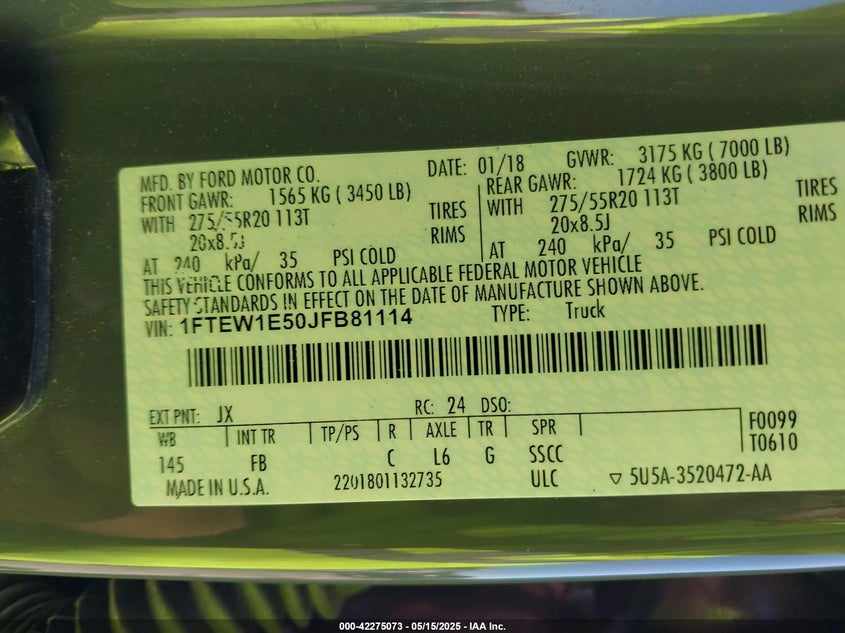 MFD. BY FORD MOTOR CO. DATE: 01/18 GVWR: 3175 KG ( 7000 LB)
FRONT GAWR: 1565 KG ( 3450 LB) REAR GAWR: 1724 KG ( 3800 LB)
WITH 275/55R20 113T TIRES WITH 275/55R20 113T TIRES
20x8.5J RIMS 20x8.5J RIMS
AT 240 kPa/ 35 PSI COLD AT 240 kPa/ 35 PSI COLD
THIS VEHICLE CONFORMS TO ALL APPLICABLE FEDERAL MOTOR VEHICLE
SAFETY STANDARDS IN EFFECT ON THE DATE OF MANUFACTURE SHOWN ABOVE.
VIN: 1FTEW1E50JFB81114 TYPE: Truck
EXT PNT: JX RC: 24 DSO:
WB INT TR TP/PS R AXLE TR SPR F0099
145 FB C L6 G SSCC T0610
MADE IN U.S.A. 2201801132735 ULC ▽ 5U5A-3520472-AA
000-42275073 - 05/15/2025 - IAA Inc.